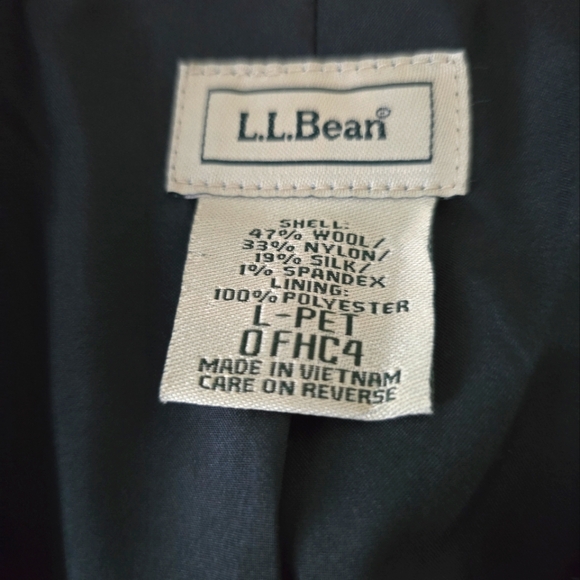 L.L.Bean®
SHELL:
47% WOOL/
33% NYLON/
19% SILK/
1% SPANDEX
LINING:
100% POLYESTER
L-PET
0FHC4
MADE IN VIETNAM
CARE ON REVERSE